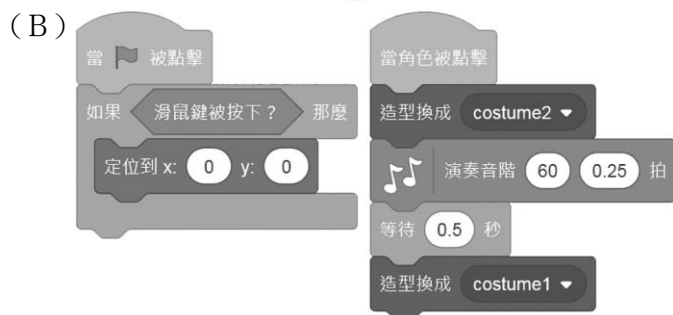 （B）
當 被點擊
如果 滑鼠鍵被按下？ 那麼
定位到 x: 0 y: 0
當角色被點擊
造型換成 costume2
演奏音階 60 0.25 拍
等待 0.5 秒
造型換成 costume1